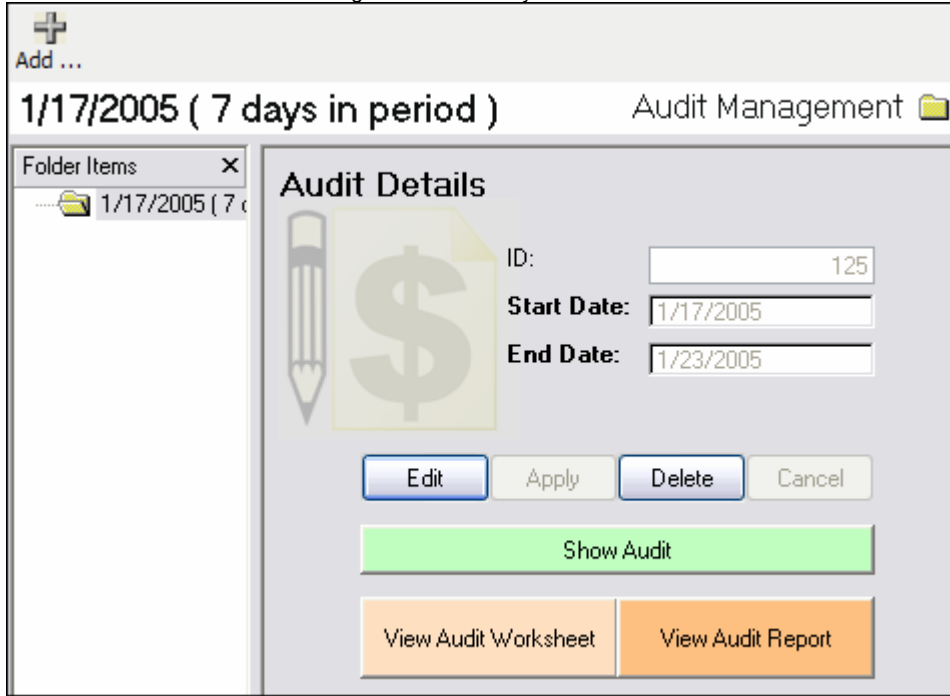 Add ...
1/17/2005 ( 7 days in period )
Audit Management
Folder Items
1/17/2005 ( 7
Audit Details
$
ID:
125
Start Date:
1/17/2005
End Date:
1/23/2005
Edit
Apply
Delete
Cancel
Show Audit
View Audit Worksheet
View Audit Report